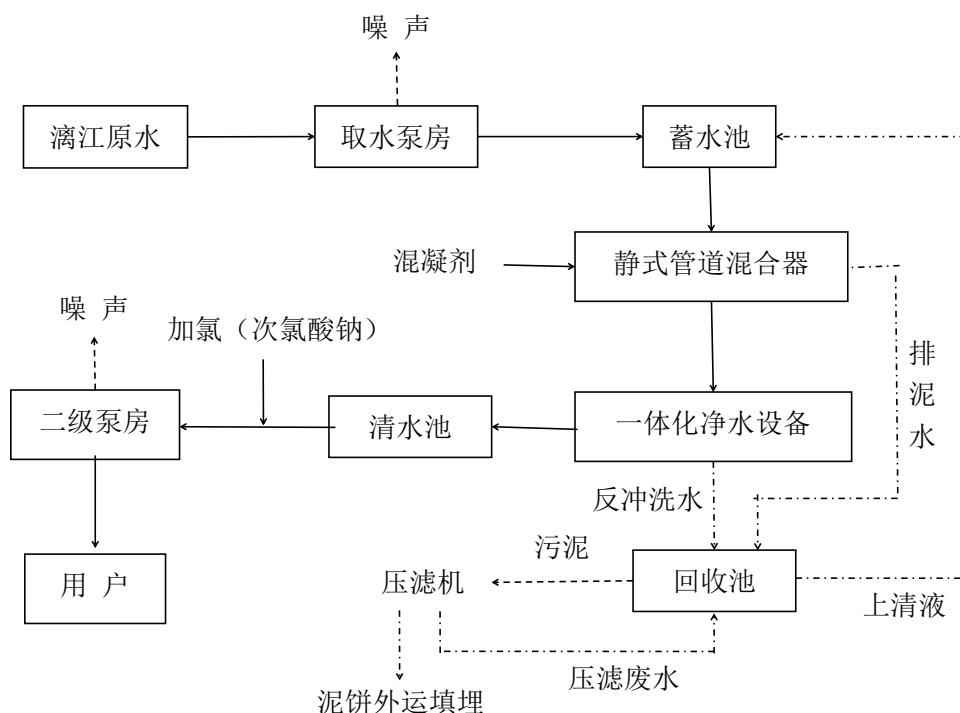 噪 声
漓江原水
取水泵房
蓄水池
混凝剂
静式管道混合器
噪 声
加氯（次氯酸钠）
排泥水
二级泵房
清水池
一体化净水设备
反冲洗水
污泥
用 户
压滤机
回收池
上清液
压滤废水
泥饼外运填埋